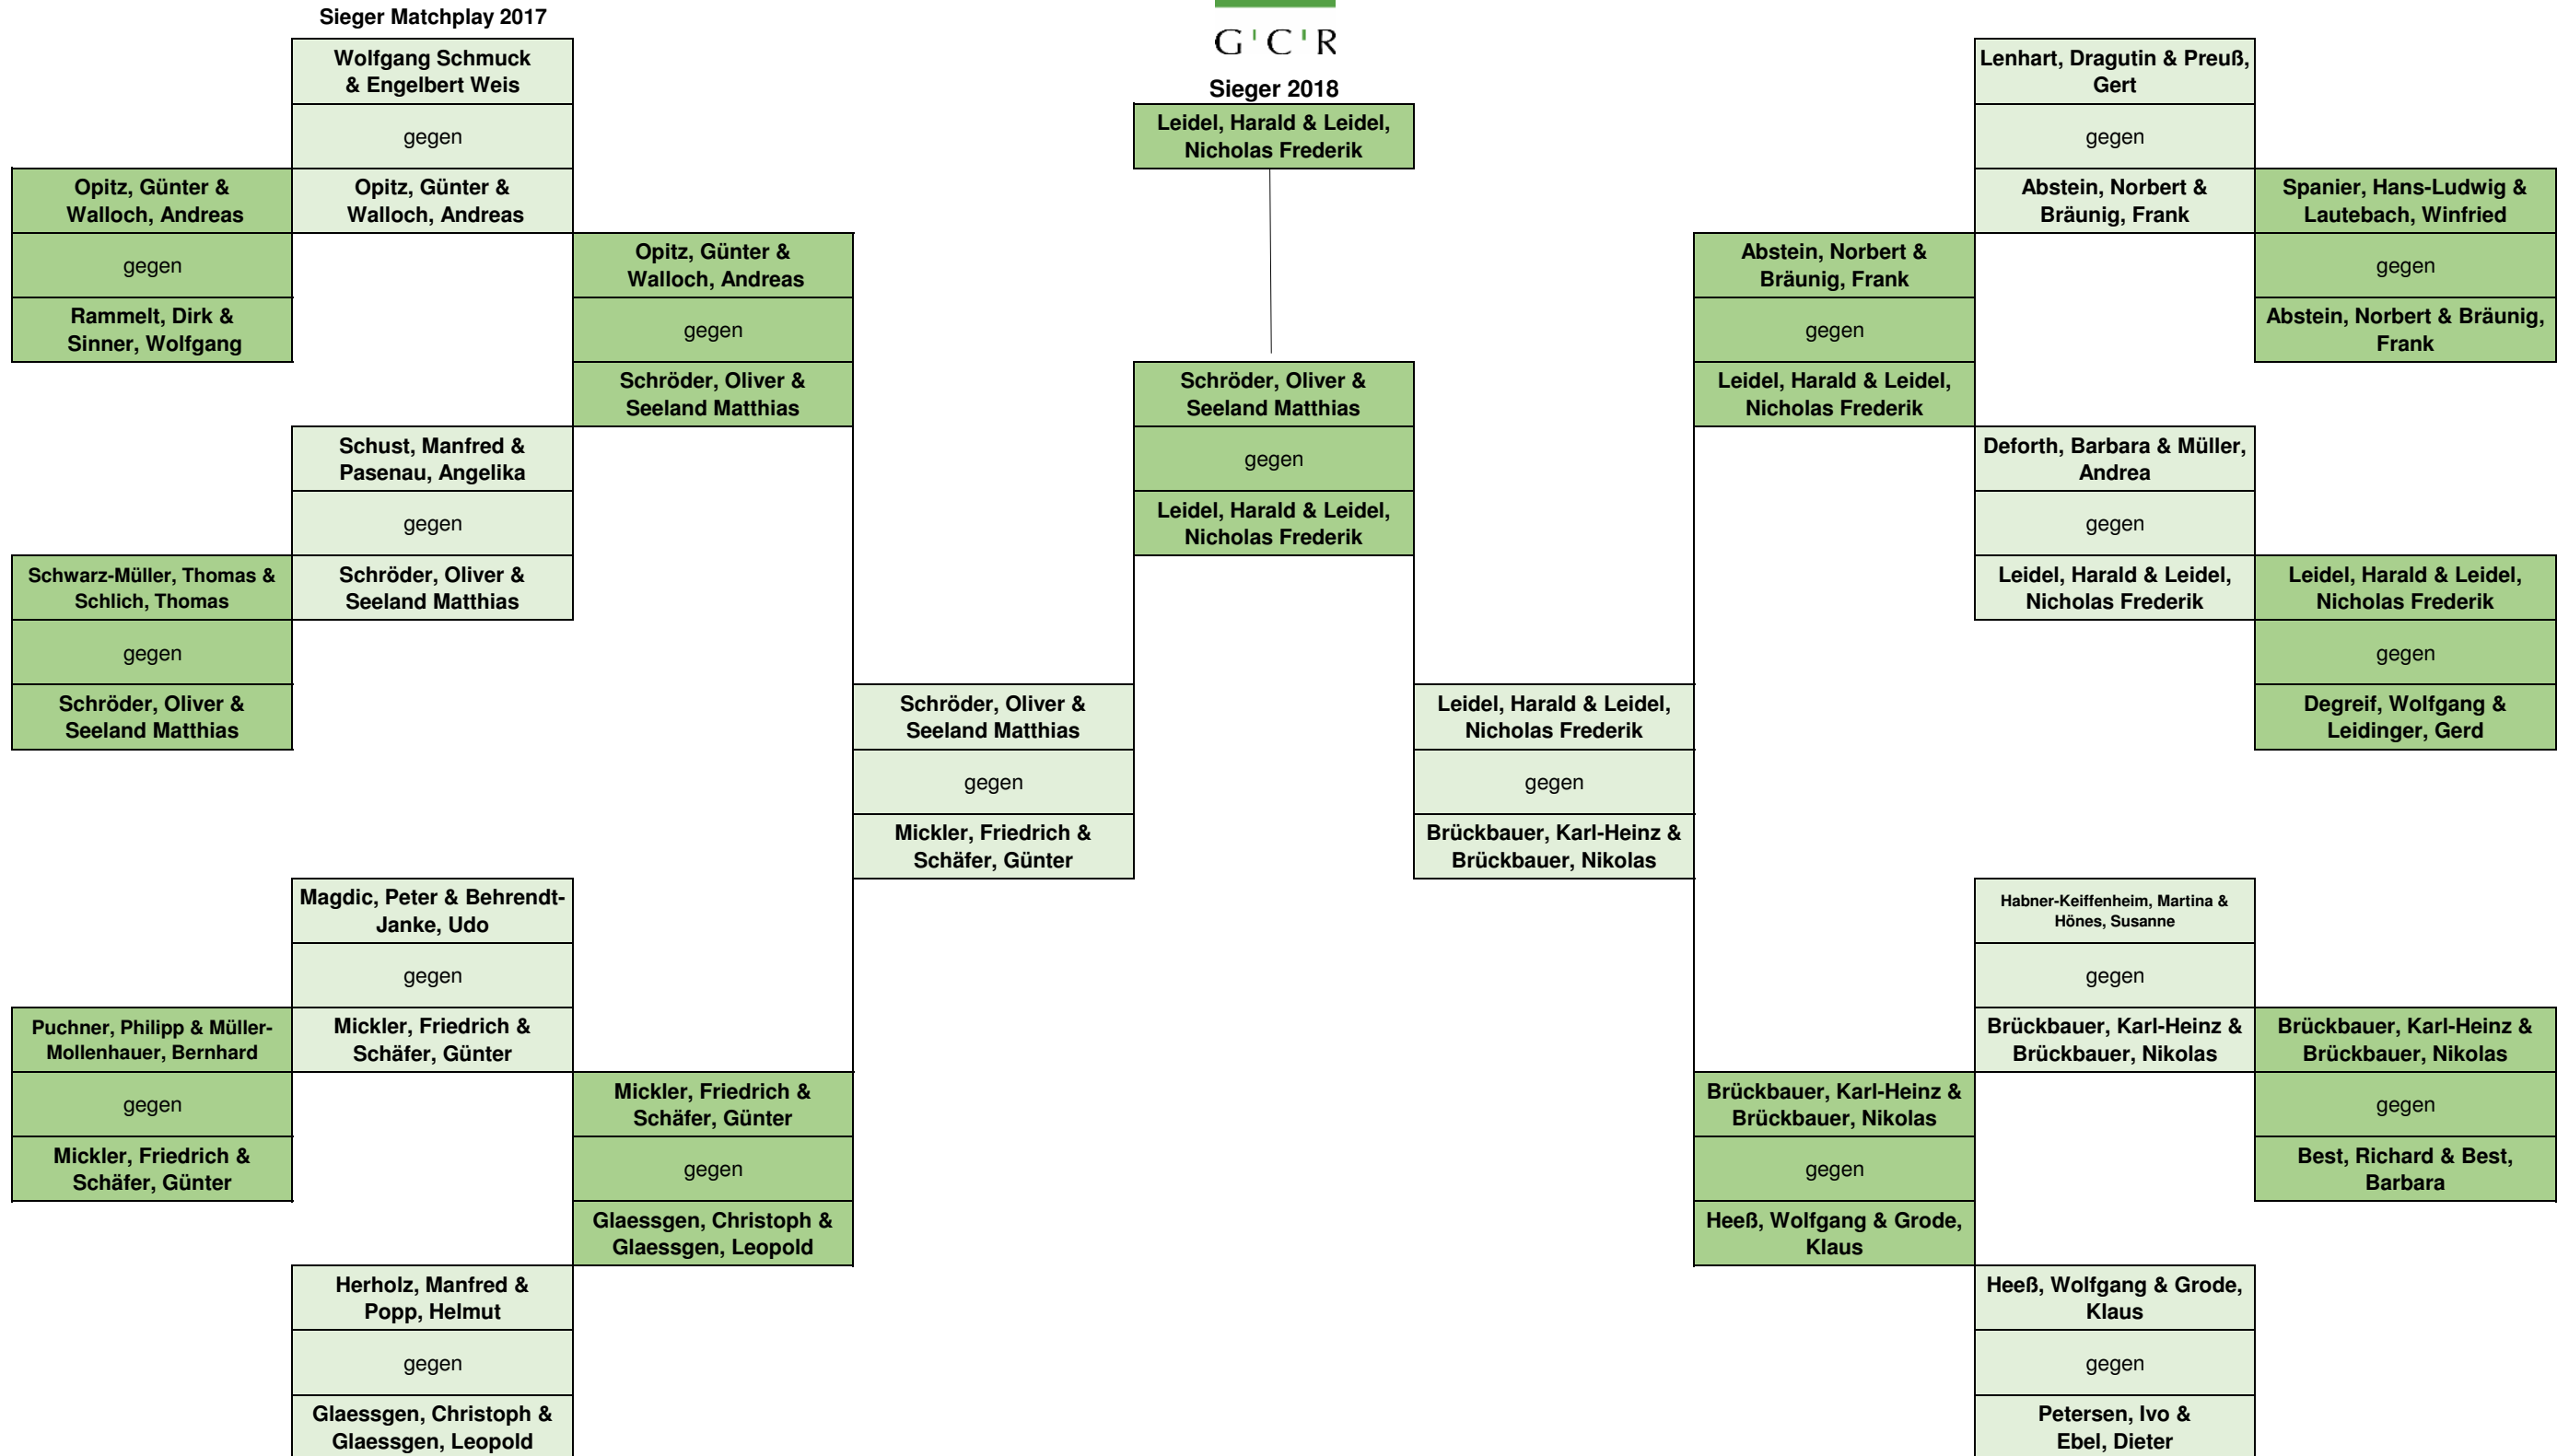 Sieger Matchplay 2017
Wolfgang Schmuck
& Engelbert Weis
gegen
Opitz, Günter &
Walloch, Andreas
Opitz, Günter &
Walloch, Andreas
gegen
Rammelt, Dirk &
Sinner, Wolfgang
Opitz, Günter &
Walloch, Andreas
gegen
Schröder, Oliver &
Seeland Matthias
Schust, Manfred &
Pasenau, Angelika
gegen
Schröder, Oliver &
Seeland Matthias
Schwarz-Müller, Thomas &
Schlich, Thomas
gegen
Schröder, Oliver &
Seeland Matthias
Schröder, Oliver &
Seeland Matthias
gegen
Mickler, Friedrich &
Schäfer, Günter
Magdic, Peter & Behrendt-
Janke, Udo
gegen
Mickler, Friedrich &
Schäfer, Günter
Puchner, Philipp & Müller-
Mollenhauer, Bernhard
gegen
Mickler, Friedrich &
Schäfer, Günter
Mickler, Friedrich &
Schäfer, Günter
gegen
Glaessgen, Christoph &
Glaessgen, Leopold
Herholz, Manfred &
Popp, Helmut
gegen
Glaessgen, Christoph &
Glaessgen, Leopold
G'C'R
Sieger 2018
Leidel, Harald & Leidel,
Nicholas Frederik
Schröder, Oliver &
Seeland Matthias
gegen
Leidel, Harald & Leidel,
Nicholas Frederik
Leidel, Harald & Leidel,
Nicholas Frederik
gegen
Brückbauer, Karl-Heinz &
Brückbauer, Nikolas
Abstein, Norbert &
Bräunig, Frank
gegen
Leidel, Harald & Leidel,
Nicholas Frederik
Lenhart, Dragutin & Preuß,
Gert
gegen
Abstein, Norbert &
Bräunig, Frank
Spanier, Hans-Ludwig &
Lautebach, Winfried
gegen
Abstein, Norbert & Bräunig,
Frank
Deforth, Barbara & Müller,
Andrea
gegen
Leidel, Harald & Leidel,
Nicholas Frederik
Leidel, Harald & Leidel,
Nicholas Frederik
gegen
Degreif, Wolfgang &
Leidinger, Gerd
Habner-Keiffenheim, Martina &
Hönes, Susanne
gegen
Brückbauer, Karl-Heinz &
Brückbauer, Nikolas
Brückbauer, Karl-Heinz &
Brückbauer, Nikolas
gegen
Best, Richard & Best,
Barbara
Brückbauer, Karl-Heinz &
Brückbauer, Nikolas
gegen
Heeß, Wolfgang & Grode,
Klaus
Heeß, Wolfgang & Grode,
Klaus
gegen
Petersen, Ivo &
Ebel, Dieter